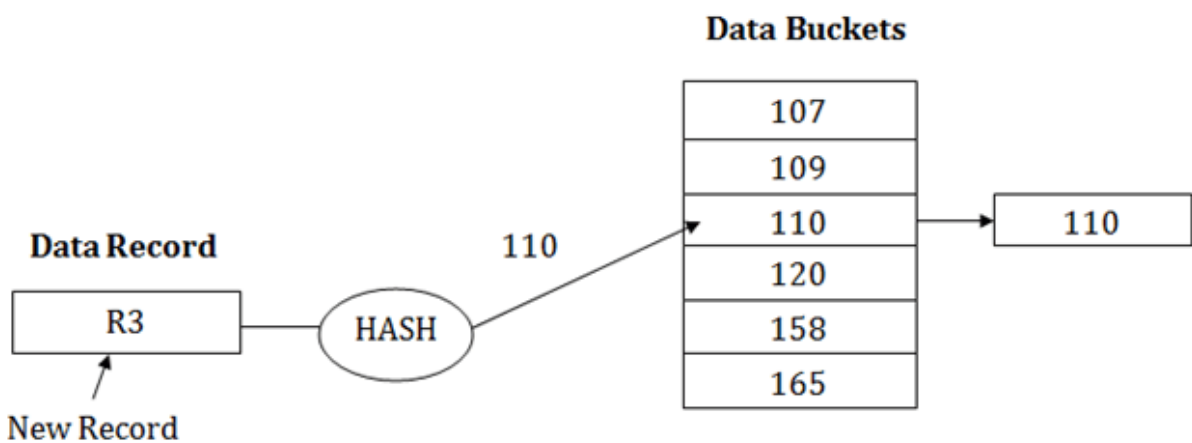 Data Buckets
107
109
110
110
120
158
165
110
Data Record
R3
HASH
New Record